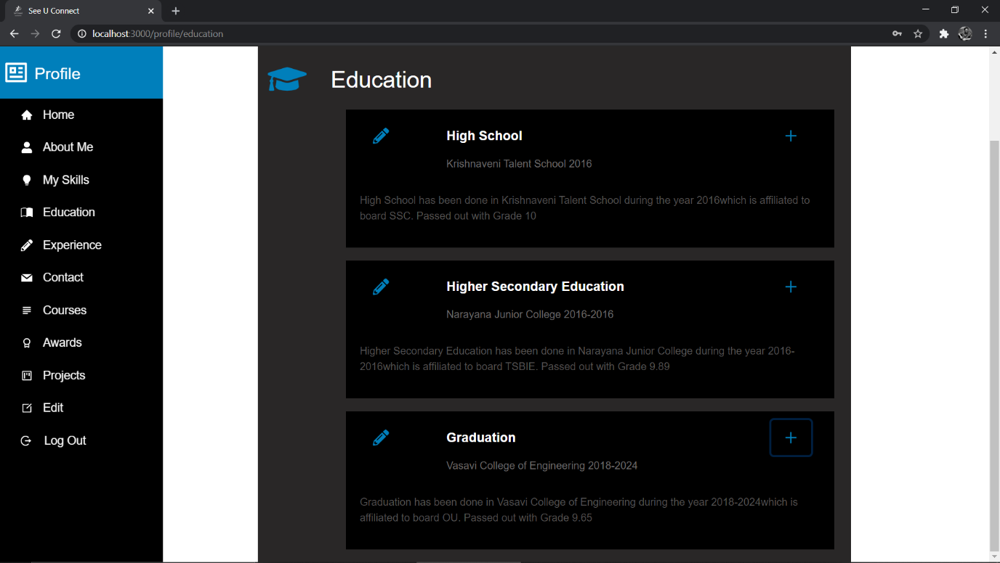 See U Connect
localhost:3000/profile/education
Profile
Home
About Me
My Skills
Education
Experience
Contact
Courses
Awards
Projects
Edit
Log Out
Education
High School
Krishnaveni Talent School 2016
High School has been done in Krishnaveni Talent School during the year 2016which is affiliated to
board SSC. Passed out with Grade 10
Higher Secondary Education
Narayana Junior College 2016-2016
Higher Secondary Education has been done in Narayana Junior College during the year 2016-
2016which is affiliated to board TSBIE. Passed out with Grade 9.89
Graduation
Vasavi College of Engineering 2018-2024
Graduation has been done in Vasavi College of Engineering during the year 2018-2024which is
affiliated to board OU. Passed out with Grade 9.65